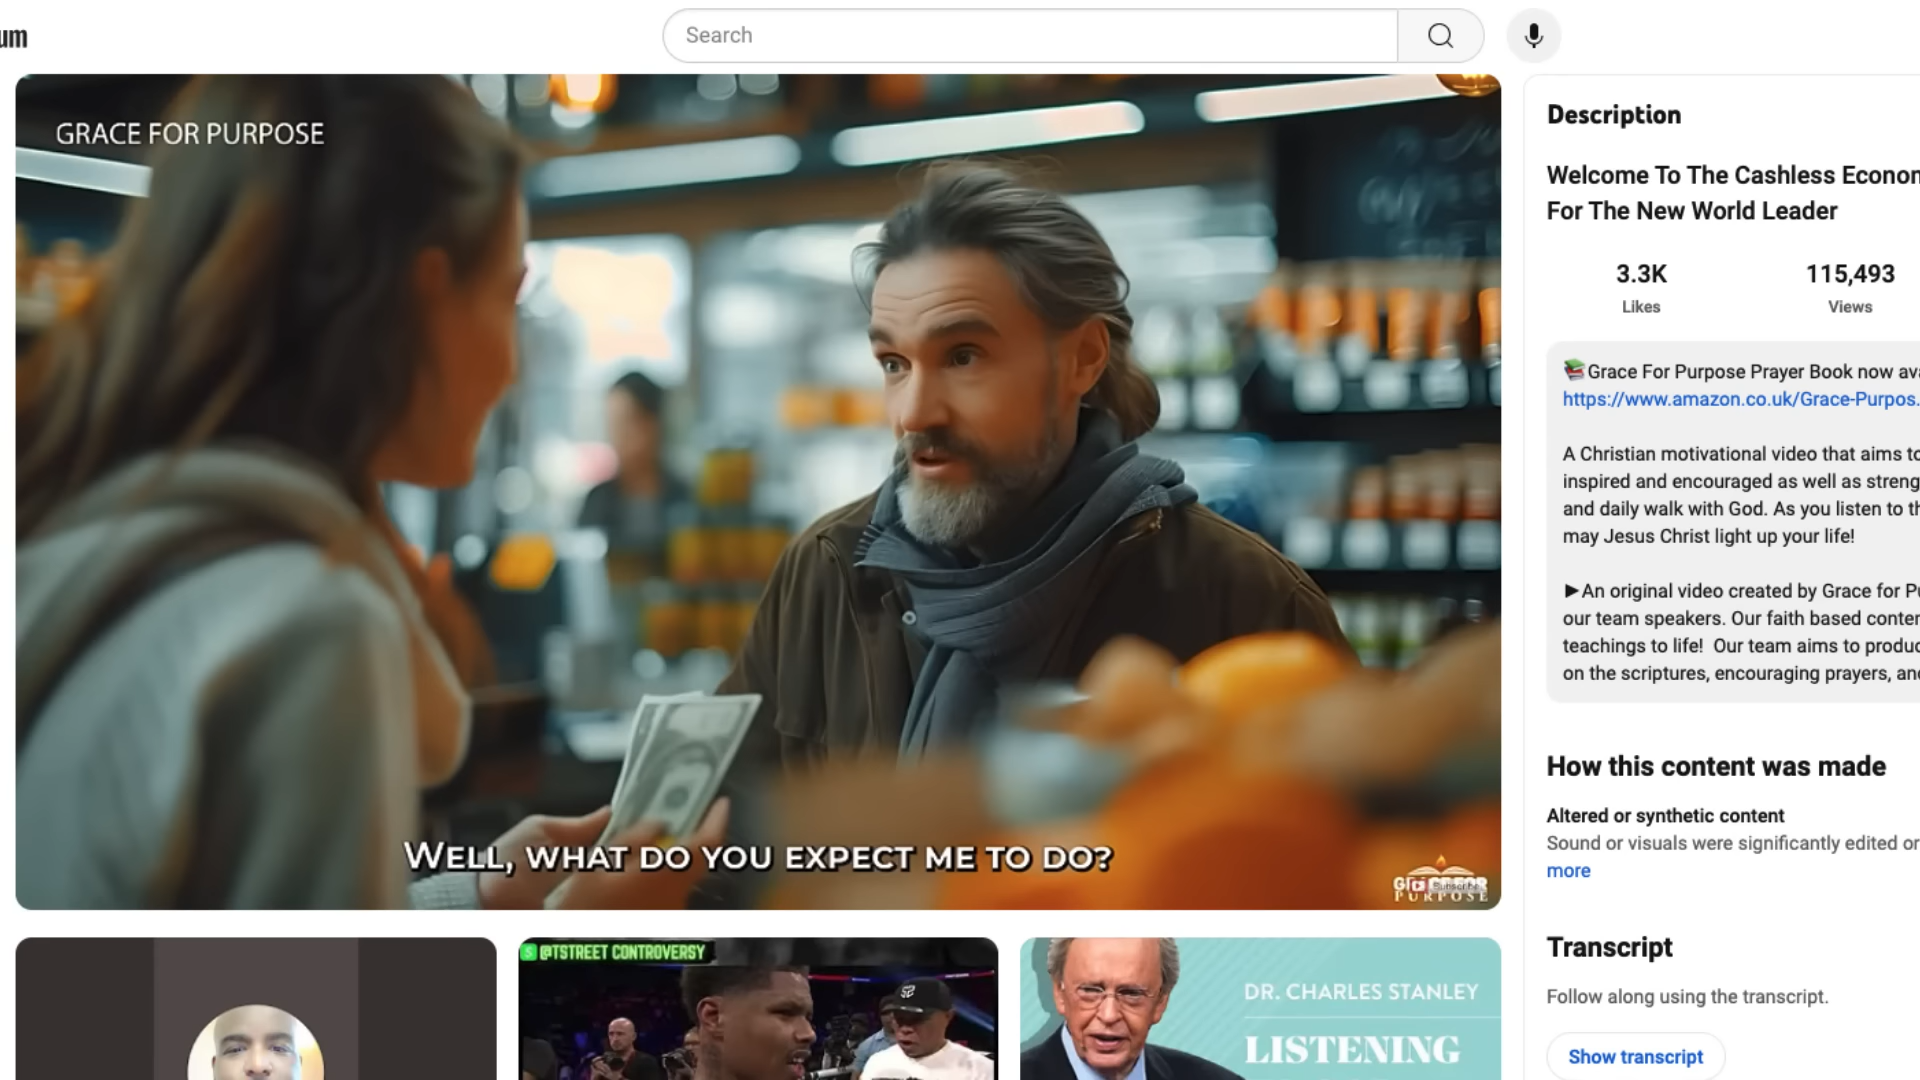 um
Search
GRACE FOR PURPOSE
WELL, WHAT DO YOU EXPECT ME TO DO?
PURPOSE
Subscribe
@TSTREET CONTROVERSY
DR. CHARLES STANLEY
LISTENING
Description
Welcome To The Cashless Econom
For The New World Leader
3.3K
115,493
Likes
Views
Grace For Purpose Prayer Book now ava
https://www.amazon.co.uk/Grace-Purpos.
A Christian motivational video that aims to
inspired and encouraged as well as streng
and daily walk with God. As you listen to th
may Jesus Christ light up your life!
▶An original video created by Grace for Pu
our team speakers. Our faith based conten
teachings to life!  Our team aims to produc
on the scriptures, encouraging prayers, and
How this content was made
Altered or synthetic content
Sound or visuals were significantly edited or
more
Transcript
Follow along using the transcript.
Show transcript